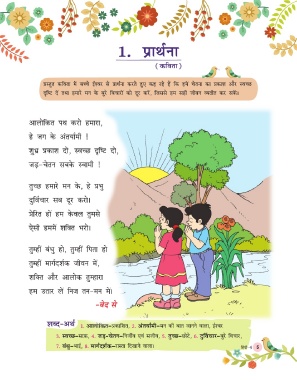 1. प्रार्थना
(कविता)
प्रस्तुत कविता में बच्चे ईश्वर से प्रार्थना करते हुए कह रहे हैं कि हमें चेतना का प्रकाश और स्वच्छ
दृष्टि दें तथा हमारे मन के बुरे विचारों को दूर करें, जिससे हम सही जीवन व्यतीत कर सकें।
आलोकित पथ करो हमारा,
हे जग के अंतर्यामी !
शुभ्र प्रकाश दो, स्वच्छ दृष्टि दो,
जड़-चेतन सबके स्वामी !
तुच्छ हमारे मन के, हे प्रभु
दुर्विचार सब दूर करो।
प्रेरित हों हम केवल तुमसे
ऐसी हममें शक्ति भरो।
तुम्हीं बंधु हो, तुम्हीं पिता हो
तुम्हीं मार्गदर्शक जीवन में,
शक्ति और आलोक तुम्हारा
हम उतार लें निज तन-मन में।
-वेद से
शब्द-अर्थ 1. आलोकित-प्रकाशित, 2. अंतर्यामी-मन की बात जानने वाला, ईश्वर
3. स्वच्छ-साफ़, 4. जड़-चेतन-निर्जीव एवं सजीव, 5. तुच्छ-छोटे, 6. दुर्विचार-बुरे विचार,
7. बंधु-भाई, 8. मार्गदर्शक-रास्ता दिखाने वाला।
5